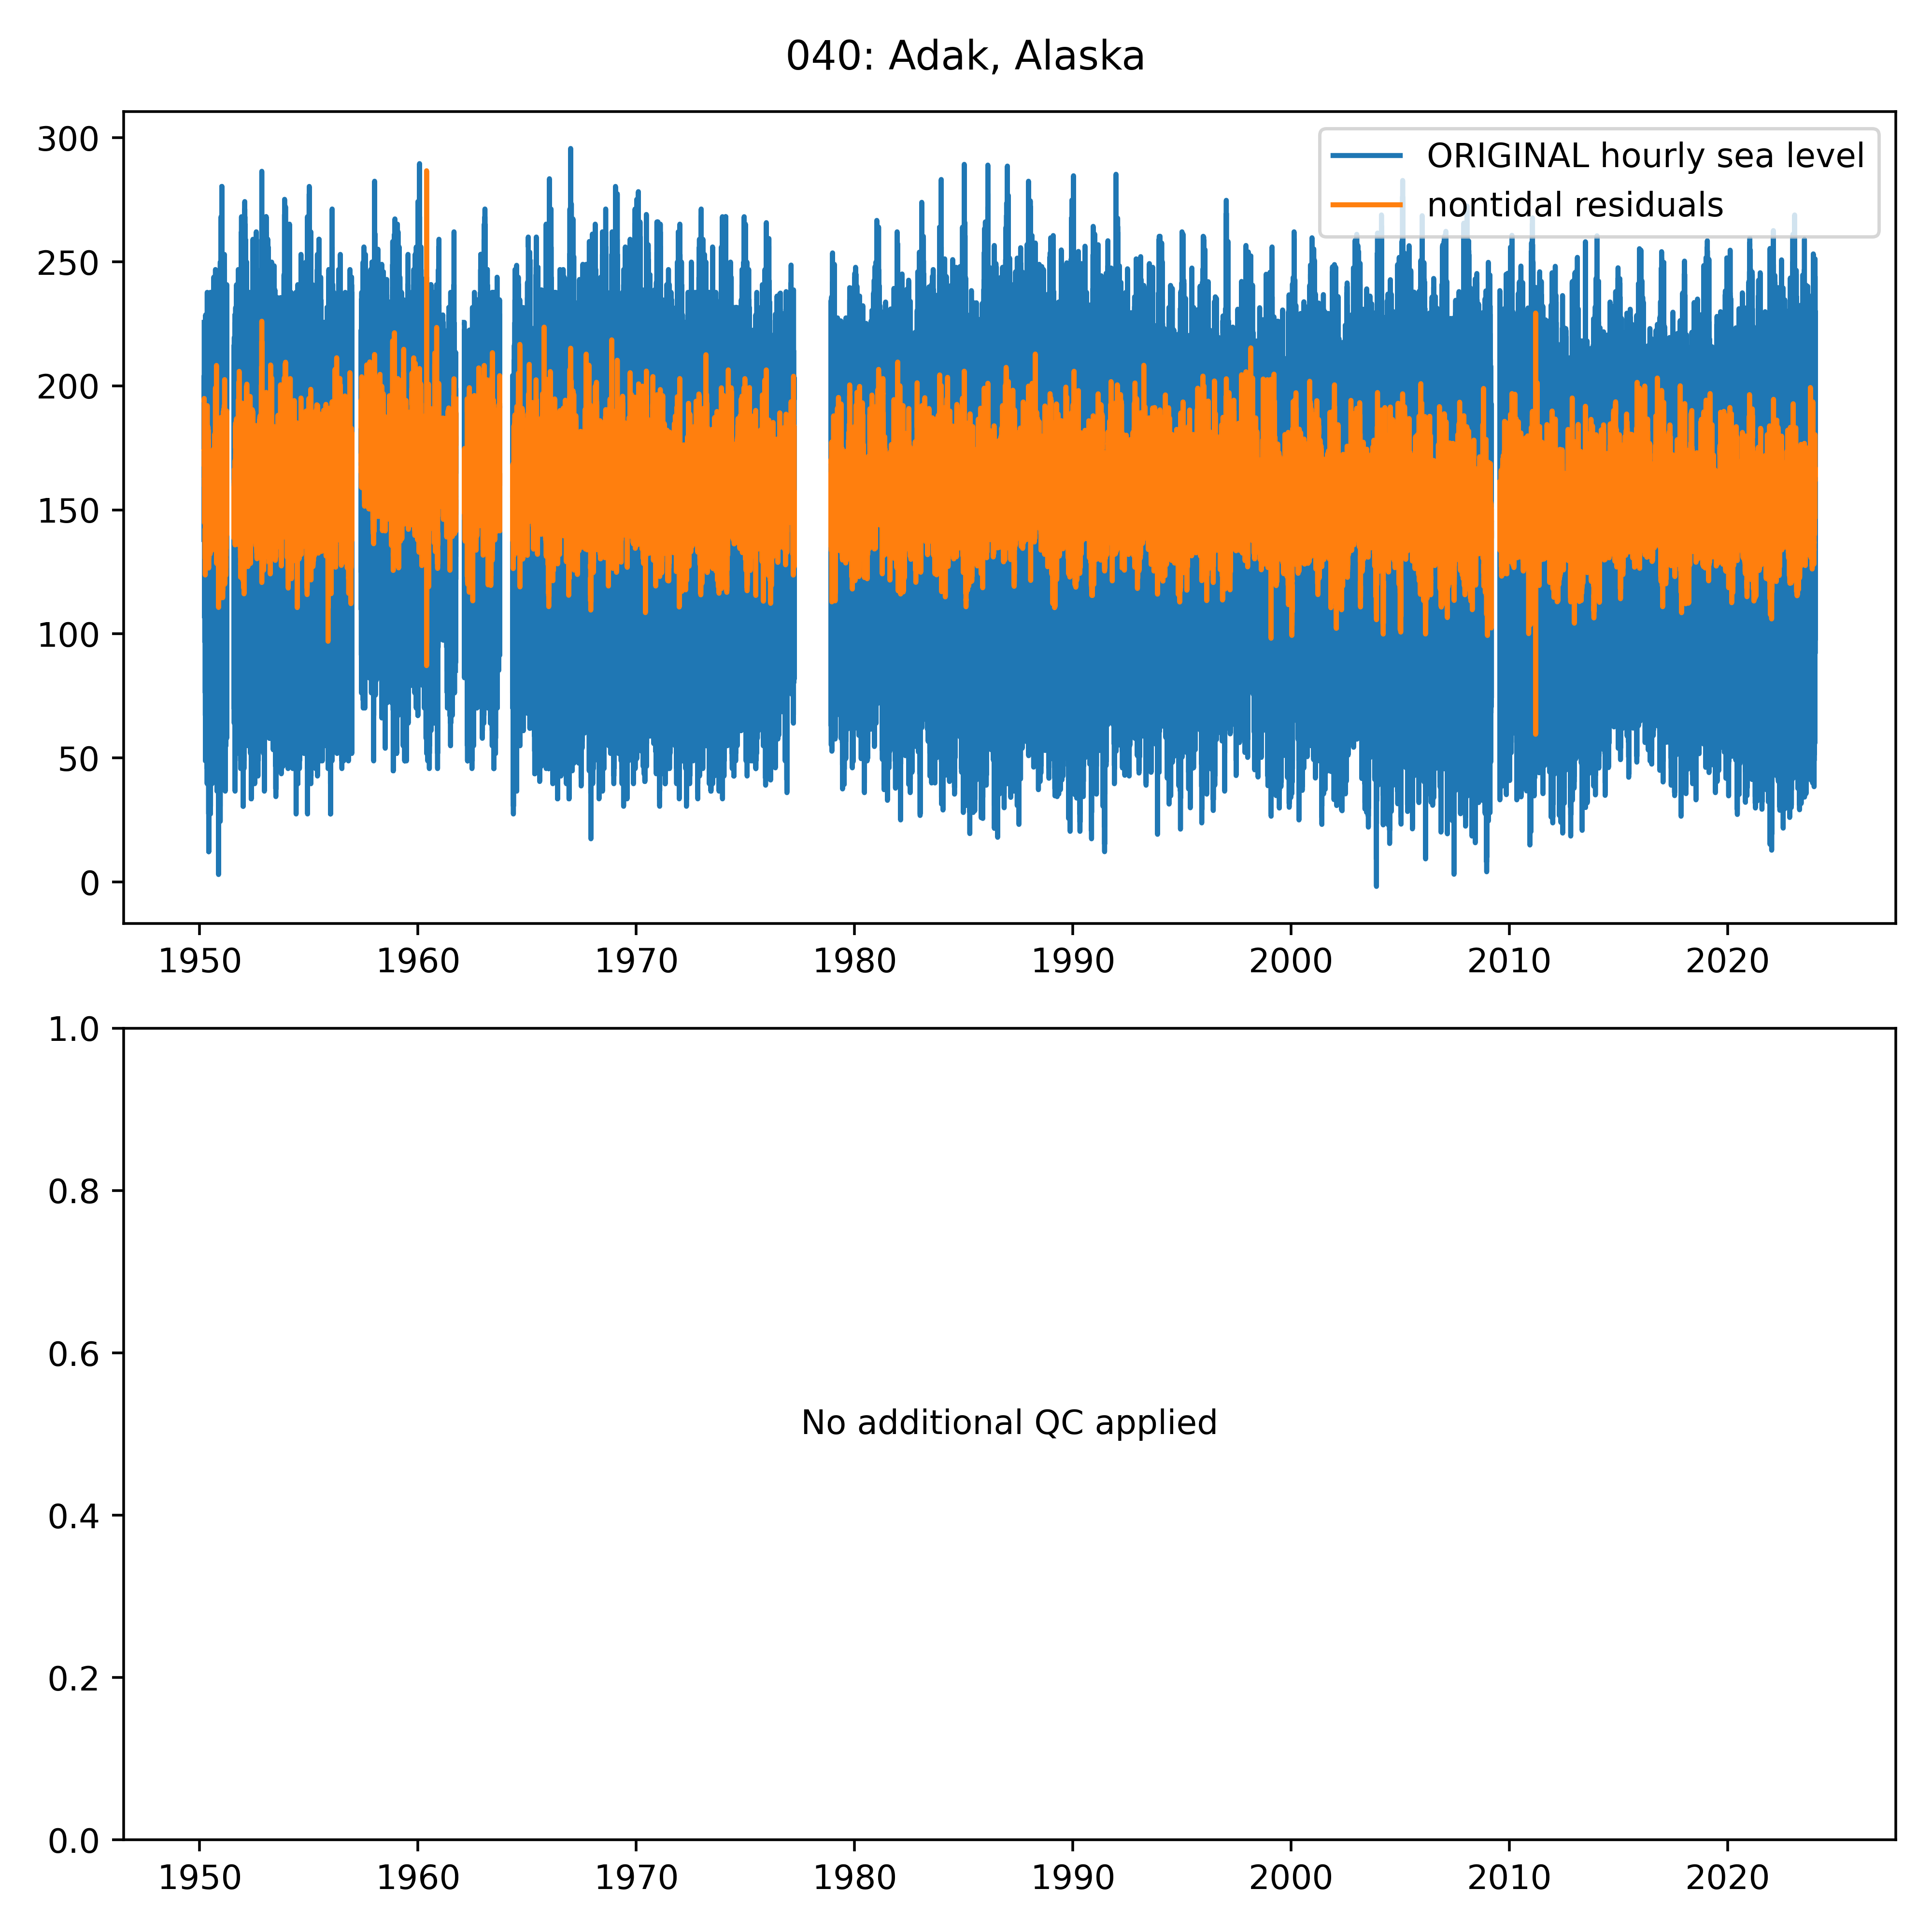 040: Adak, Alaska
300
250
200
150
100
50
0
ORIGINAL hourly sea level
nontidal residuals
1950 1960 1970 1980 1990 2000 2010 2020
1.0
0.8
0.6
0.4
0.2
0.0
No additional QC applied
1950 1960 1970 1980 1990 2000 2010 2020